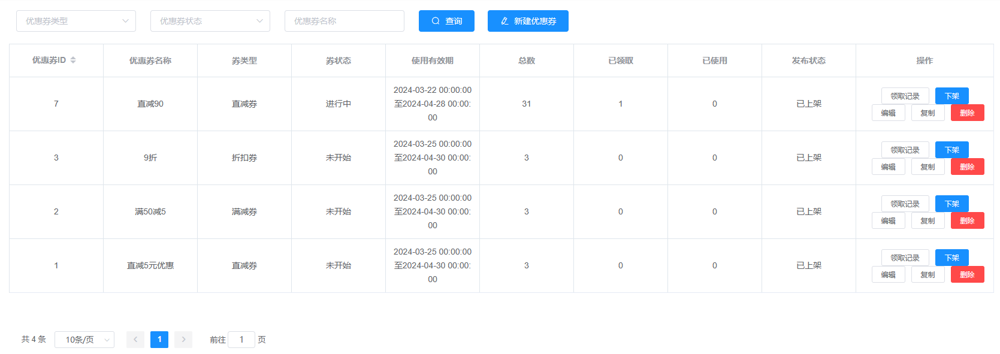 优惠券类型 优惠券状态 优惠券名称 查询 新建优惠券
优惠券ID 优惠券名称 券类型 券状态 使用有效期 总数 已领取 已使用 发布状态 操作
7 直减90 直减券 进行中 2024-03-22 00:00:00 31 1 0 已上架 领取记录 下架
至2024-04-28 00:00:
00 编辑 复制 删除
3 9折 折扣券 未开始 2024-03-25 00:00:00 3 0 0 已上架 领取记录 下架
至2024-04-30 00:00:
00 编辑 复制 删除
2 满50减5 满减券 未开始 2024-03-25 00:00:00 3 0 0 已上架 领取记录 下架
至2024-04-30 00:00:
00 编辑 复制 删除
1 直减5元优惠 直减券 未开始 2024-03-25 00:00:00 3 0 0 已上架 领取记录 下架
至2024-04-30 00:00:
00 编辑 复制 删除
共 4 条 10条/页 1 前往 1 页